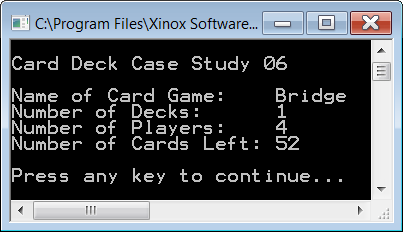 C:\Program Files\Xinox Software...
Card Deck Case Study 06
Name of Card Game: Bridge
Number of Decks: 1
Number of Players: 4
Number of Cards Left: 52
Press any key to continue...